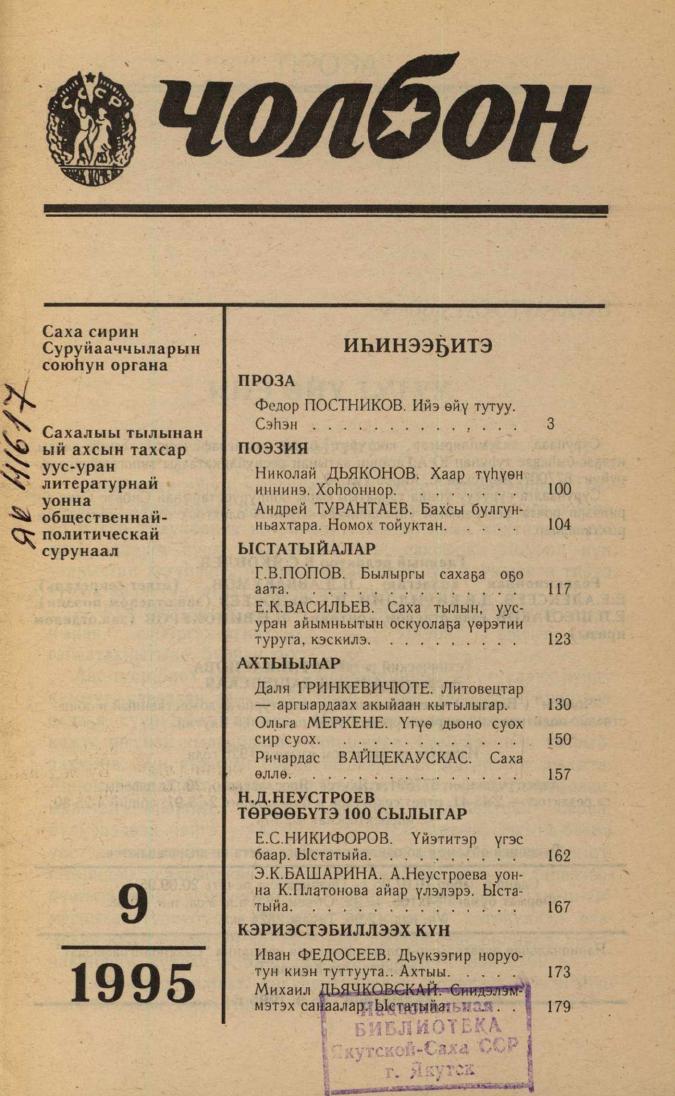 СССР
ЧОЛБОН
Саха сирин
Суруйааччыларын
союһун органа
Сахалыы тылынан
ый ахсын тахсар
уус-уран
литературнай
уонна
общественнай-
политическай
сурунаал
Як 141617
9
1995
ИҺИНЭЭҔИТЭ
ПРОЗА
Федор ПОСТНИКОВ. Ийэ өйү тутуу.
Сэһэн . . . . . . . . . . . . . 3
ПОЭЗИЯ
Николай ДЬЯКОНОВ. Хаар түһүөн
иннинэ. Хоһооннор. . . . . . . . 100
Андрей ТУРАНТАЕВ. Бахсы булгун-
ньахтара. Номох тойуктан. . . . . 104
ЫСТАТЫЙАЛАР
Г.В.ПОПОВ. Былыргы сахаҕа оҕо
аата. . . . . . . . . . . . . . 117
Е.К.ВАСИЛЬЕВ. Саха тылын, уус-
уран айымньытын оскуолаҕа үөрэтии
туруга, кэскилэ. . . . . . . . . 123
АХТЫЫЛАР
Даля ГРИНКЕВИЧЮТЕ. Литовецтар
— аргыардаах акыйаан кытылыгар. 130
Ольга МЕРКЕНЕ. Үтүө дьоно суох
сир суох. . . . . . . . . . . . 150
Ричардас ВАЙЦЕКАУСКАС. Саха
өллө. . . . . . . . . . . . . . 157
Н.Д.НЕУСТРОЕВ
ТӨРӨӨБҮТЭ 100 СЫЛЫГАР
Е.С.НИКИФОРОВ. Үйэтитэр үгэс
баар. Ыстатыйа. . . . . . . . . 162
Э.К.БАШАРИНА. А.Неустроева уон-
на К.Платонова айар үлэлэрэ. Ыста-
тыйа. . . . . . . . . . . . . . 167
КЭРИЭСТЭБИЛЛЭЭХ КҮН
Иван ФЕДОСЕЕВ. Дьүкээгир норуо-
тун киэн туттуута.. Ахтыы. . . . . 173
Михаил ДЬЯЧКОВСКАЙ. Сиидэлэм-
мэтэх санаалар. Ыстатыйа. . . . 179
Национальная
БИБЛИОТЕКА
Якутской-Саха ССР
г. Якутск